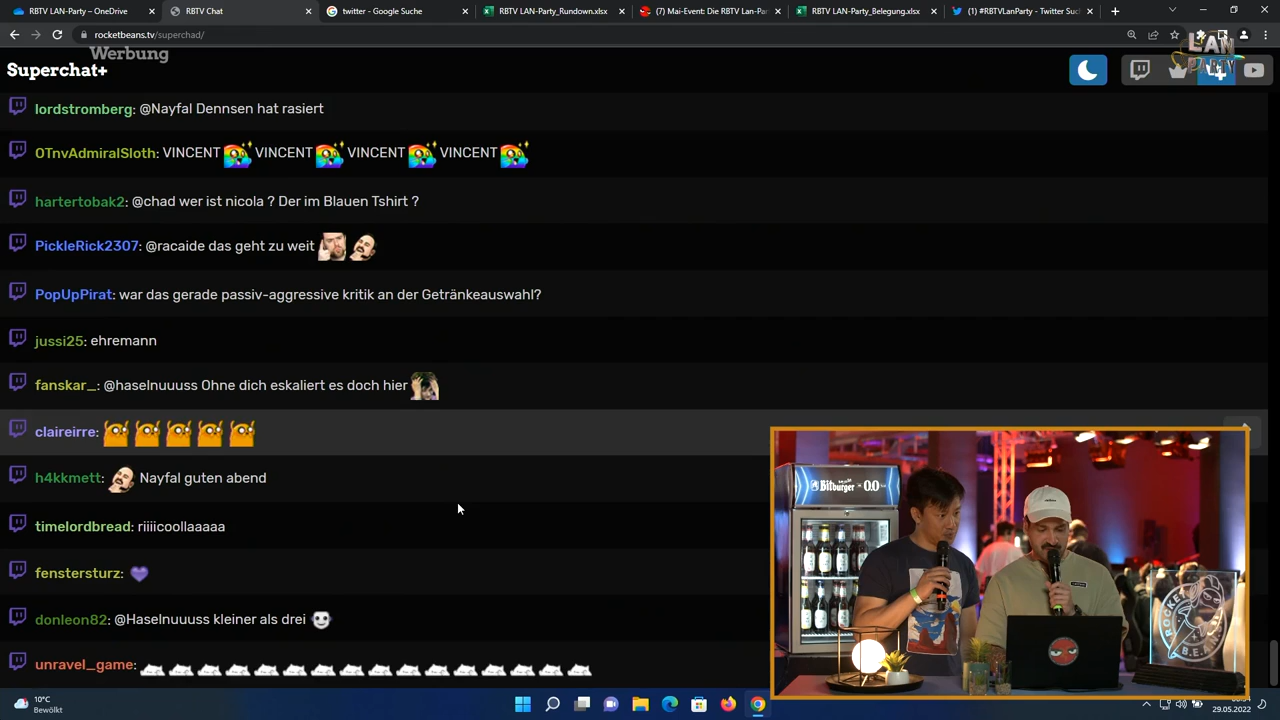 RBTV LAN-Party – OneDrive
RBTV Chat
twitter - Google Suche
RBTV LAN-Party_Rundown.xlsx
(7) Mai-Event: Die RBTV Lan-Par
RBTV LAN-Party_Belegung.xlsx
(1) #RBTVLanParty - Twitter Suc
rocketbeans.tv/superchad/
LAN
PARTY
Werbung
Superchat+
lordstromberg: @Nayfal Dennsen hat rasiert
OTnvAdmiralSloth: VINCENT VINCENT VINCENT VINCENT
hartertobak2: @chad wer ist nicola ? Der im Blauen Tshirt ?
PickleRick2307: @racaide das geht zu weit
PopUpPirat: war das gerade passiv-aggressive kritik an der Getränkeauswahl?
jussi25: ehremann
fanskar_: @haselnuuuss Ohne dich eskaliert es doch hier
claireirre:
h4kkmett: Nayfal guten abend
timelordbread: riiiicoollaaaaa
fenstersturz:
donleon82: @Haselnuuuss kleiner als drei
unravel_game:
Bitburger 0.0
ROCKET
BEANS
10°C
Bewölkt
29.05.2022